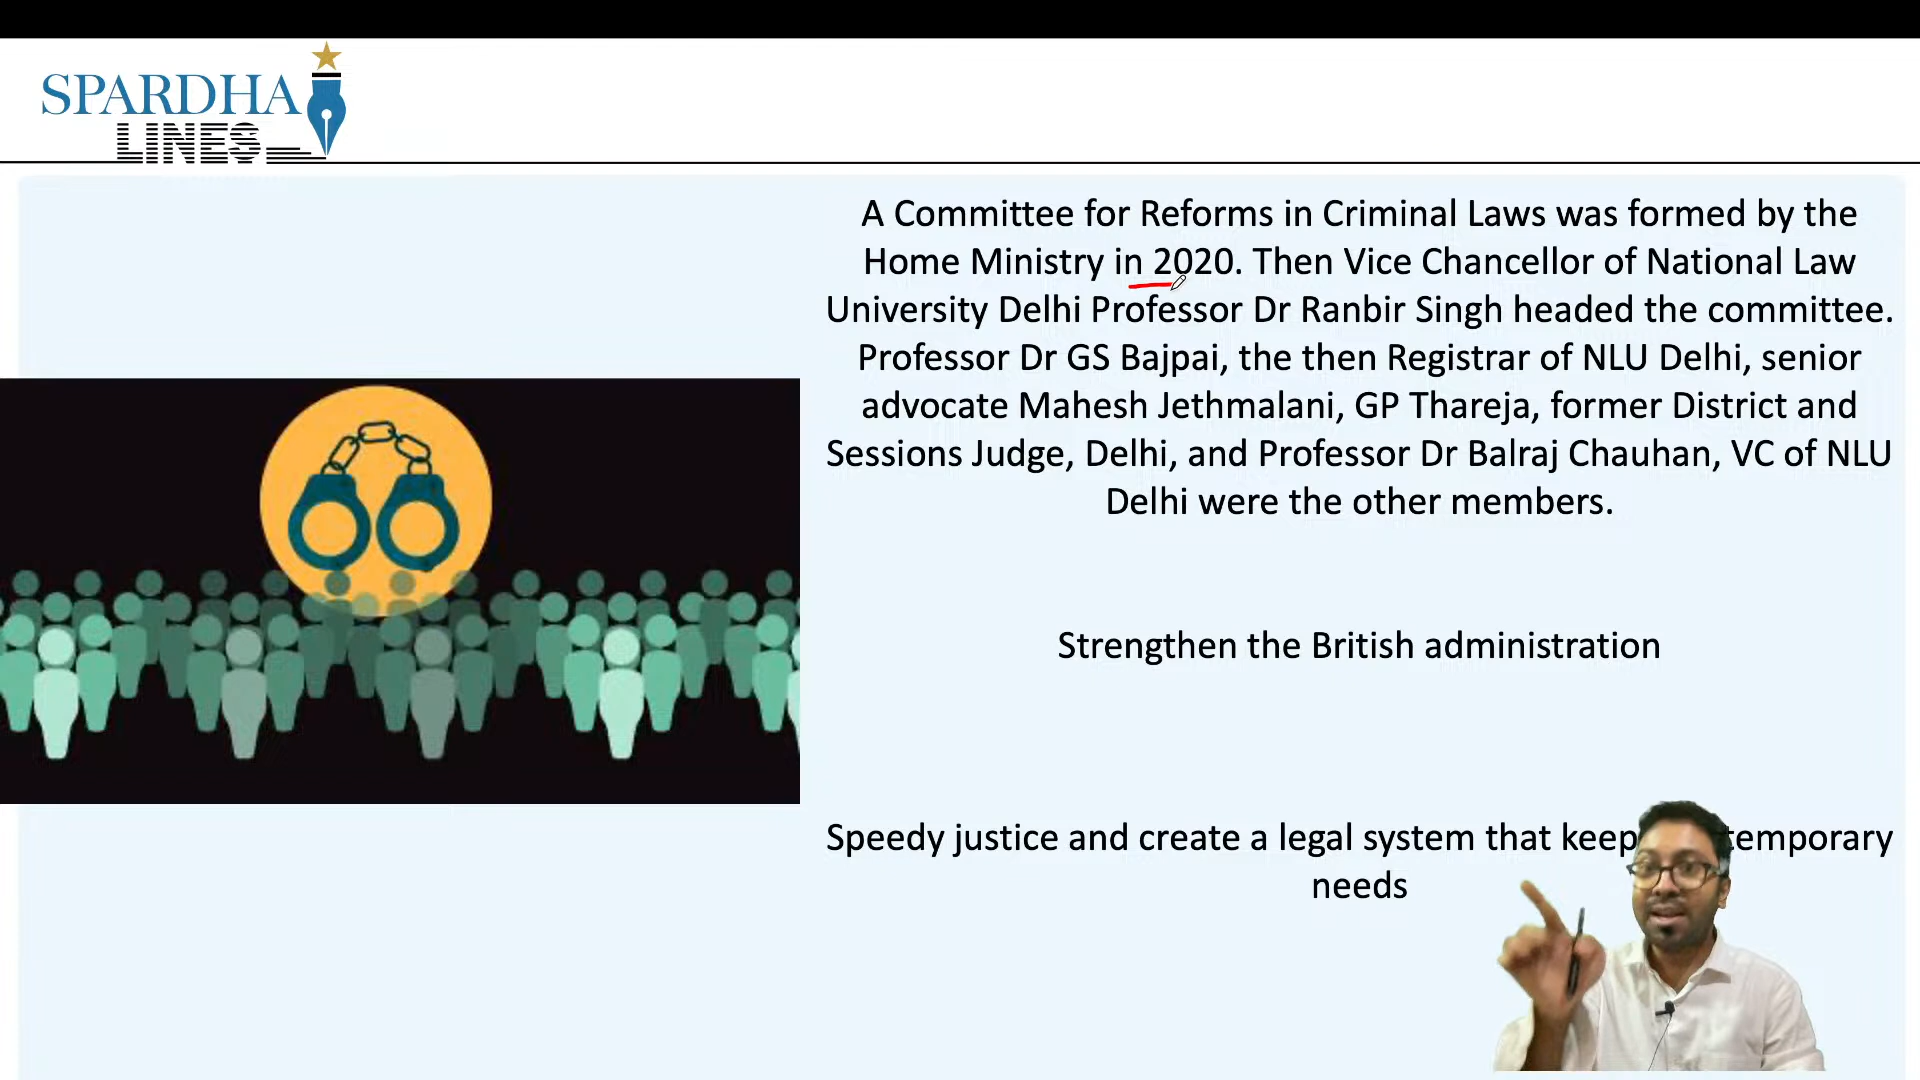 SPARDHA
LINES
A Committee for Reforms in Criminal Laws was formed by the
Home Ministry in 2020. Then Vice Chancellor of National Law
University Delhi Professor Dr Ranbir Singh headed the committee.
Professor Dr GS Bajpai, the then Registrar of NLU Delhi, senior
advocate Mahesh Jethmalani, GP Thareja, former District and
Sessions Judge, Delhi, and Professor Dr Balraj Chauhan, VC of NLU
Delhi were the other members.
Strengthen the British administration
Speedy justice and create a legal system that
needs